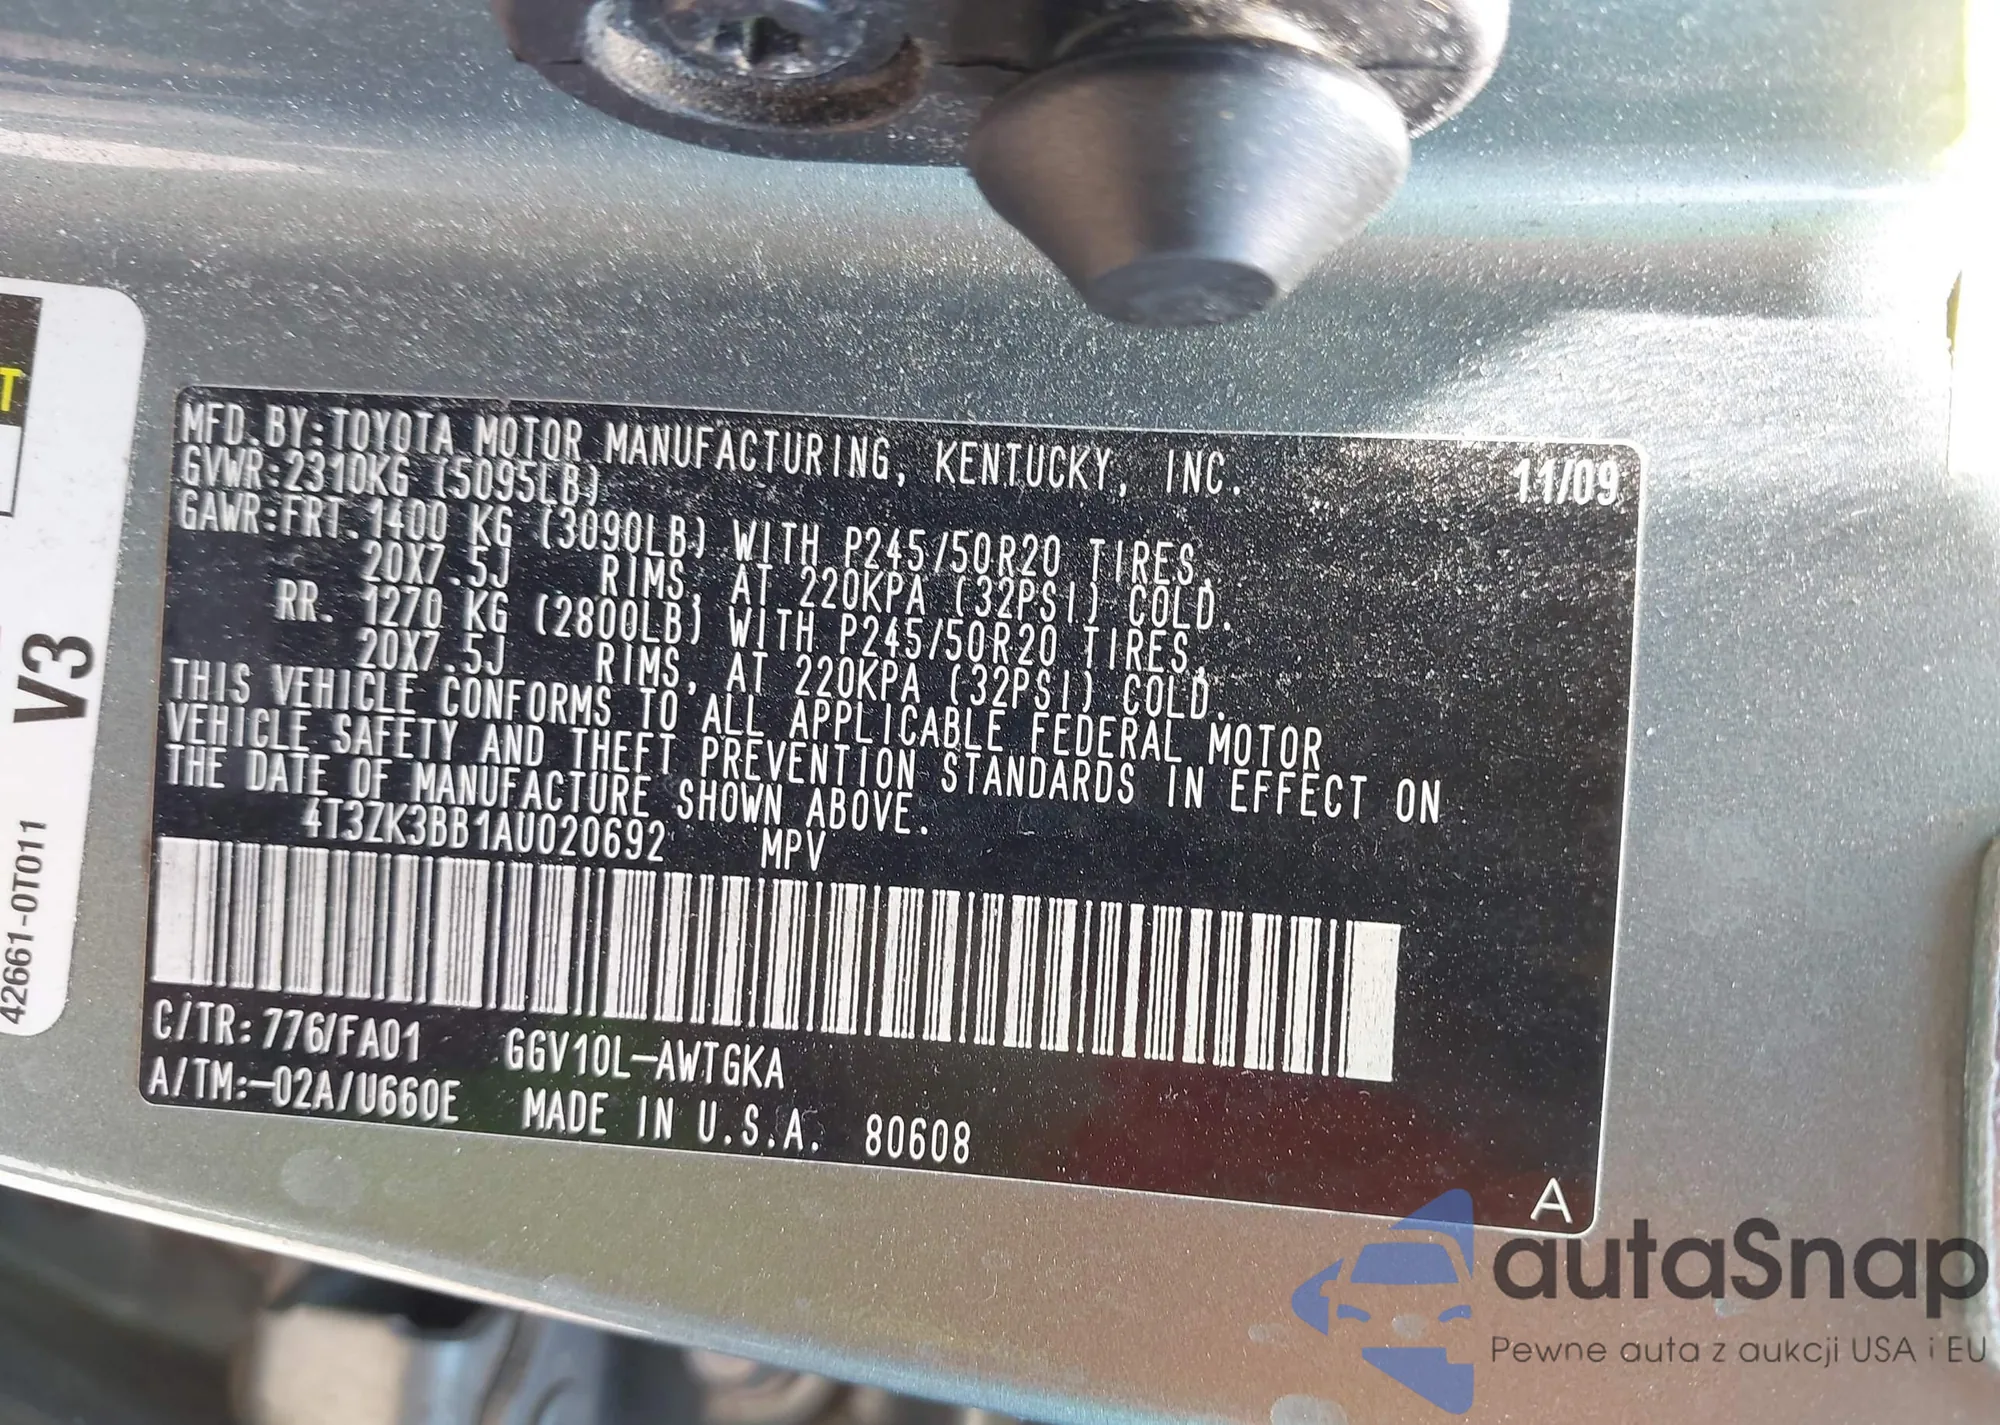 MFD. BY: TOYOTA MOTOR MANUFACTURING, KENTUCKY, INC. 11/09
GVWR: 2310KG (5095LB)
GAWR: FRT. 1400 KG (3090LB) WITH P245/50R20 TIRES,
20X7.5J RIMS, AT 220KPA (32PSI) COLD.
RR. 1270 KG (2800LB) WITH P245/50R20 TIRES,
20X7.5J RIMS, AT 220KPA (32PSI) COLD.
THIS VEHICLE CONFORMS TO ALL APPLICABLE FEDERAL MOTOR
VEHICLE SAFETY AND THEFT PREVENTION STANDARDS IN EFFECT ON
THE DATE OF MANUFACTURE SHOWN ABOVE.
4T3ZK3BB1AU020692 MPV
C/TR: 776/FA01 GGV10L-AWTGKA
A/TM:-02A/U660E MADE IN U.S.A. 80608
A
T
V3
42661-0T011
autaSnap
Pewne auta z aukcji USA i EU